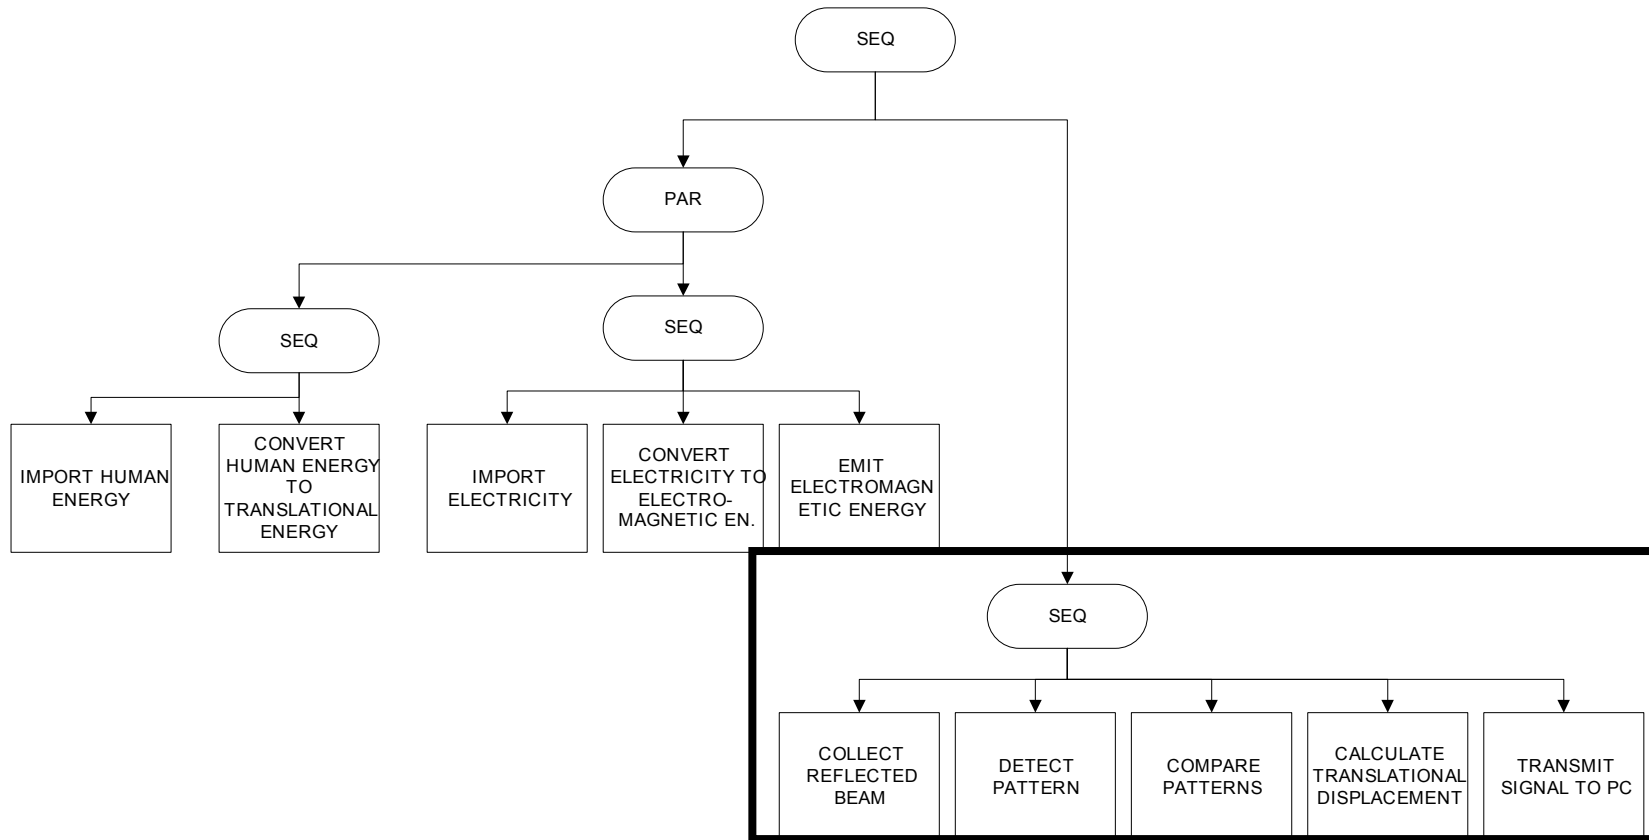 SEQ
PAR
SEQ
SEQ
IMPORT HUMAN
ENERGY
CONVERT
HUMAN ENERGY
TO
TRANSLATIONAL
ENERGY
IMPORT
ELECTRICITY
CONVERT
ELECTRICITY TO
ELECTRO-
MAGNETIC EN.
EMIT
ELECTROMAGN
ETIC ENERGY
SEQ
COLLECT
REFLECTED
BEAM
DETECT
PATTERN
COMPARE
PATTERNS
CALCULATE
TRANSLATIONAL
DISPLACEMENT
TRANSMIT
SIGNAL TO PC